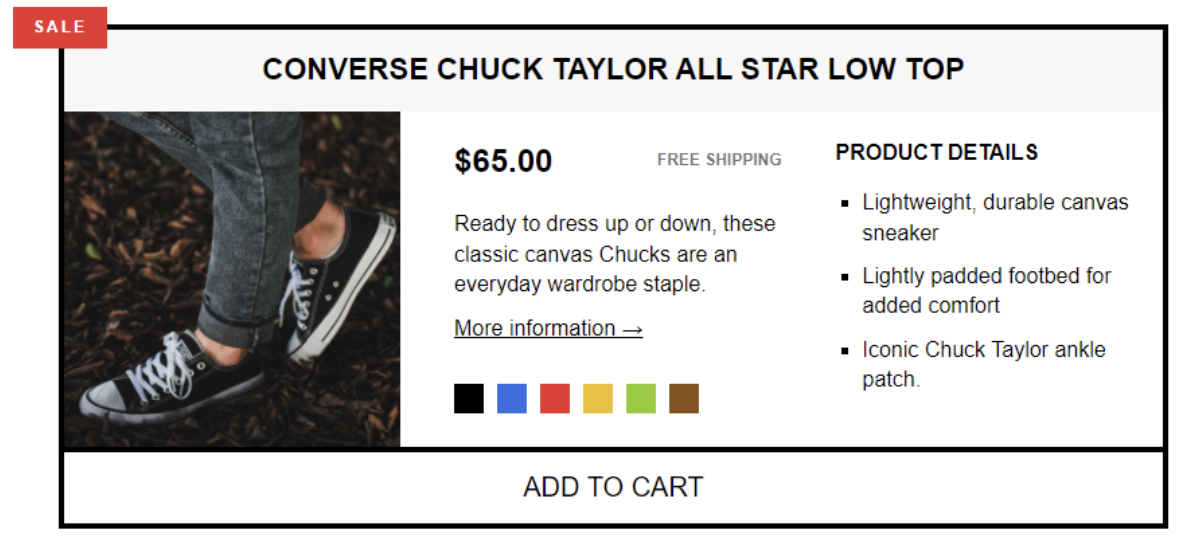 SALE
CONVERSE CHUCK TAYLOR ALL STAR LOW TOP
$65.00
FREE SHIPPING
Ready to dress up or down, these
classic canvas Chucks are an
everyday wardrobe staple.
More information →
PRODUCT DETAILS
Lightweight, durable canvas
sneaker
Lightly padded footbed for
added comfort
Iconic Chuck Taylor ankle
patch.
ADD TO CART